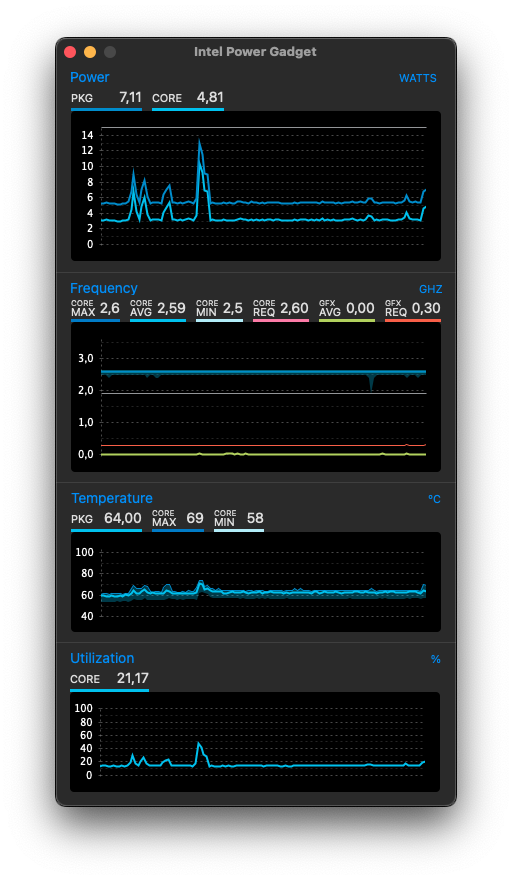 Intel Power Gadget
Power WATTS
PKG 7,11 CORE 4,81
14
12
10
8
6
4
2
0
Frequency GHZ
CORE MAX 2,6 CORE AVG 2,59 CORE MIN 2,5 CORE REQ 2,60 GFX AVG 0,00 GFX REQ 0,30
3,0
2,0
1,0
0,0
Temperature °C
PKG 64,00 CORE MAX 69 CORE MIN 58
100
80
60
40
Utilization %
CORE 21,17
100
80
60
40
20
0